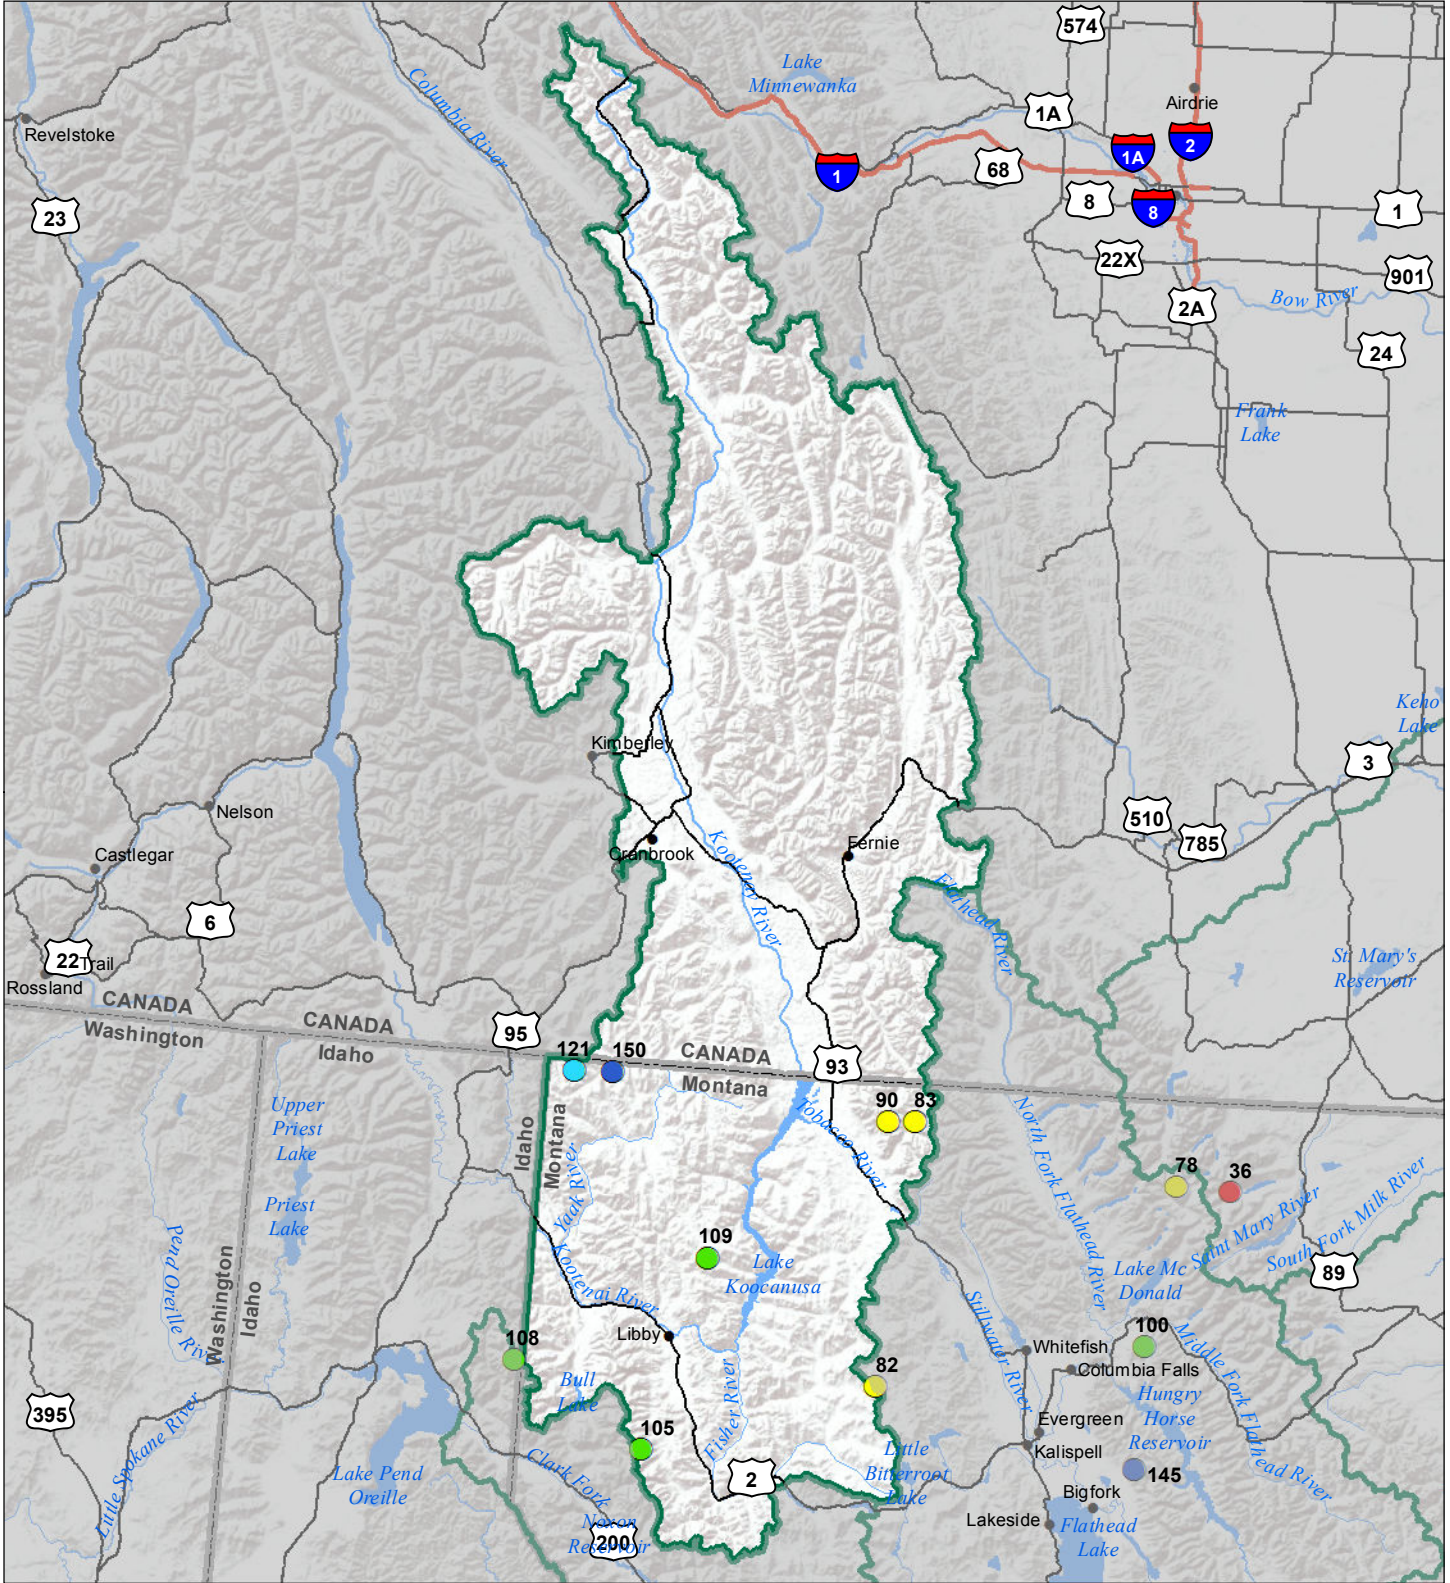 574
Lake
Minnewanka
Columbia River
1A
Airdrie
Revelstoke
1A
2
1
68
8
8
1
23
22X
901
2A
Bow River
24
Frank
Lake
Keho
Lake
Kimberley
3
Nelson
510
785
Cranbrook
Fernie
Kootenay River
Castlegar
Flathead River
6
22
Trail
Rossland
St. Mary's
Reservoir
CANADA
Washington
CANADA
Idaho
95
121
150
CANADA
Montana
93
90
83
Tobacco River
Upper
Priest
Lake
Idaho
Montana
Yaak River
North Fork Flathead River
78
36
Priest
Lake
Saint Mary River
South Fork Milk River
Pend Oreille River
Washington
Idaho
109
Lake
Koocanusa
Kootenai River
Lake Mc
Donald
89
Stillwater River
Libby
108
Whitefish
100
Middle Fork Flathead River
Columbia Falls
82
Bull
Lake
Fisher River
Hungry
Horse
Reservoir
395
Little Spokane River
105
Evergreen
Kalispell
Little
Bitterroot
Lake
Lake Pend
Oreille
Clark Fork
2
145
Bigfork
Noxon
Reservoir
200
Lakeside
Flathead
Lake